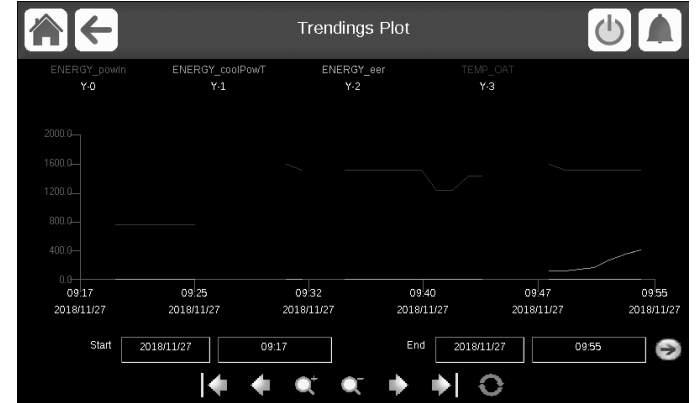 Trendings Plot
ENERGY_powIn ENERGY_coolPowT ENERGY_eer TEMP_OAT
Y-0 Y-1 Y-2 Y-3
2000.0
1600.0
1200.0
800.0
400.0
0.0
09:17 09:25 09:32 09:40 09:47 09:55
2018/11/27 2018/11/27 2018/11/27 2018/11/27 2018/11/27 2018/11/27
Start 2018/11/27 09:17 End 2018/11/27 09:55